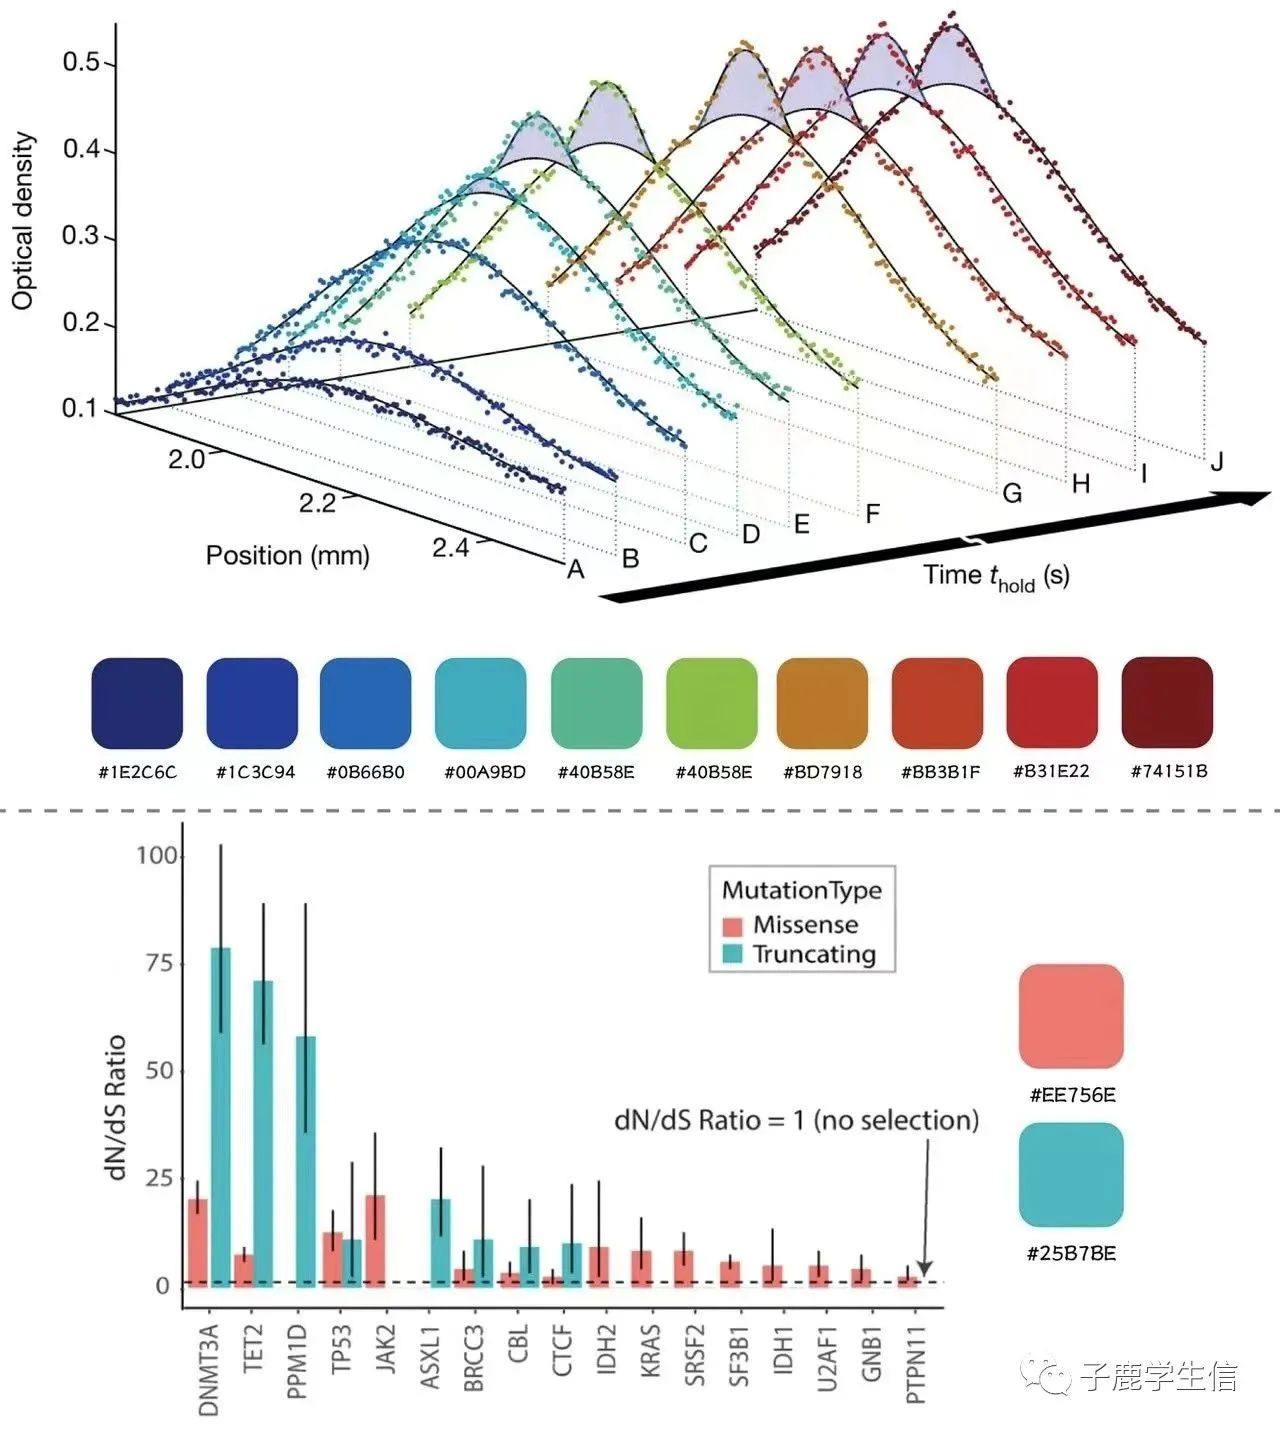 0.5
0.4
0.3
0.2
0.1
Optical density
2.0
2.2
2.4
Position (mm)
A
B
C
D
E
F
G
H
I
J
Time thold (s)
#1E2C6C #1C3C94 #0B66B0 #00A9BD #40B58E #40B58E #BD7918 #BB3B1F #B31E22 #74151B
100
75
50
25
0
dN/dS Ratio
MutationType
Missense
Truncating
dN/dS Ratio = 1 (no selection)
DNMT3A
TET2
PPM1D
TP53
JAK2
ASXL1
BRCC3
CBL
CTCF
IDH2
KRAS
SRSF2
SF3B1
IDH1
U2AF1
GNB1
PTPN11
#EE756E
#25B7BE
子鹿学生信